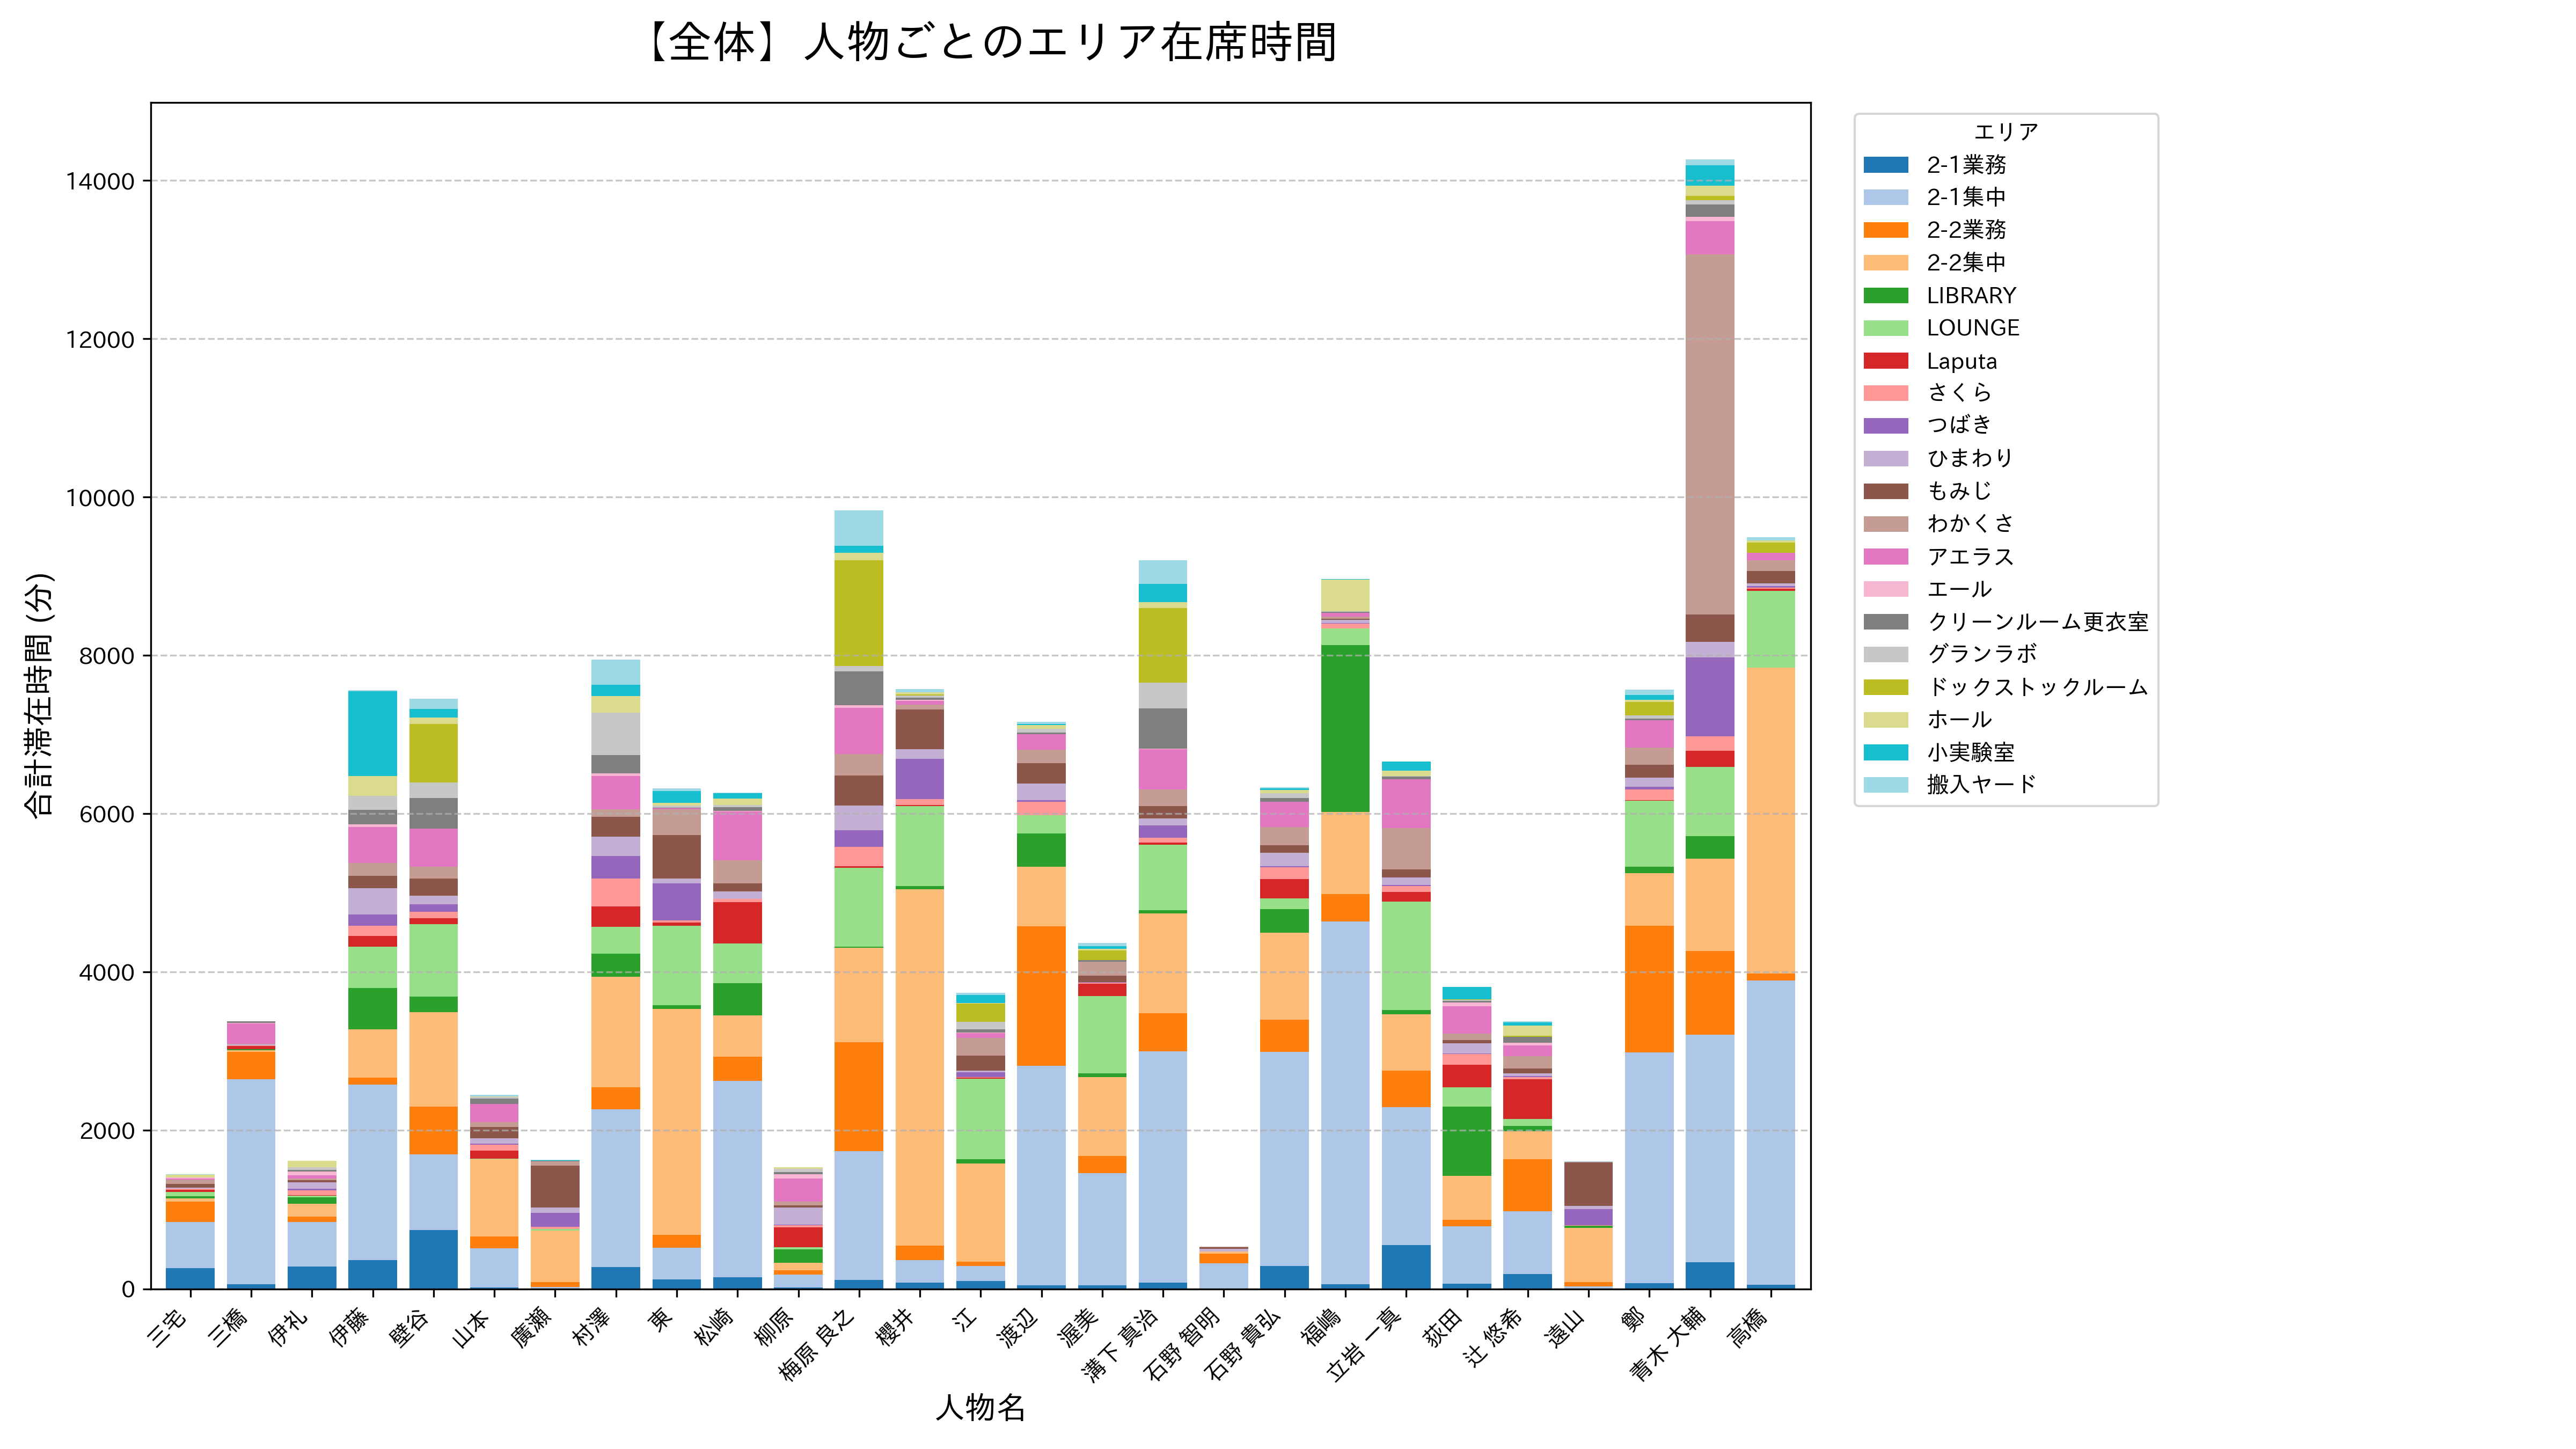 【全体】人物ごとのエリア在席時間
合計滞在時間 (分)
14000
12000
10000
8000
6000
4000
2000
0
三宅
三橋
伊礼
伊藤
壁谷
山本
廣瀬
村澤
東
松崎
柳原
梅原 良之
櫻井
江
渡辺
渥美
溝下 真治
石野 智明
石野 貴弘
福嶋
立岩 一真
荻田
辻 悠希
遠山
鄭
青木 大輔
高橋
人物名
エリア
2-1業務
2-1集中
2-2業務
2-2集中
LIBRARY
LOUNGE
Laputa
さくら
つばき
ひまわり
もみじ
わかくさ
アエラス
エール
クリーンルーム更衣室
グランラボ
ドックストックルーム
ホール
小実験室
搬入ヤード